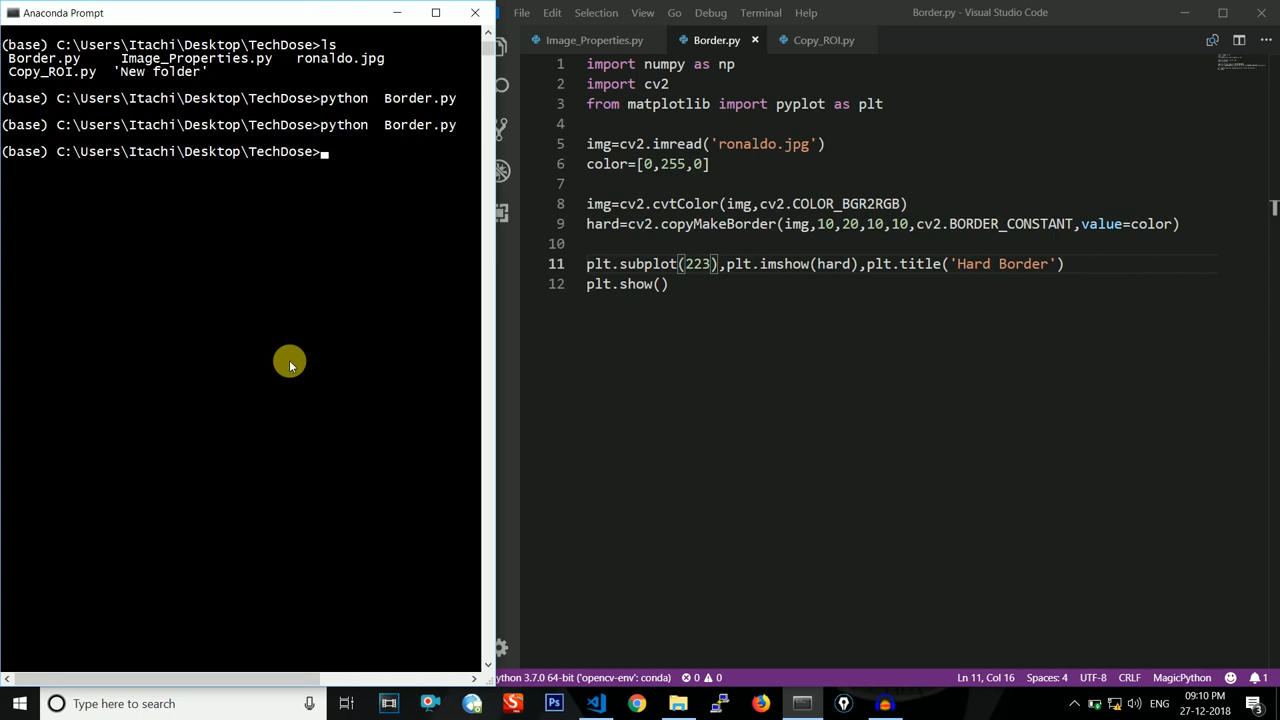 Anaconda Prompt
(base) C:\Users\Itachi\Desktop\TechDose>ls
Border.py Image_Properties.py ronaldo.jpg
Copy_ROI.py 'New folder'
(base) C:\Users\Itachi\Desktop\TechDose>python Border.py
(base) C:\Users\Itachi\Desktop\TechDose>python Border.py
(base) C:\Users\Itachi\Desktop\TechDose>
File Edit Selection View Go Debug Terminal Help Border.py - Visual Studio Code
Image_Properties.py Border.py Copy_ROI.py
1 import numpy as np
2 import cv2
3 from matplotlib import pyplot as plt
4
5 img=cv2.imread('ronaldo.jpg')
6 color=[0,255,0]
7
8 img=cv2.cvtColor(img,cv2.COLOR_BGR2RGB)
9 hard=cv2.copyMakeBorder(img,10,20,10,10,cv2.BORDER_CONSTANT,value=color)
10
11 plt.subplot(223),plt.imshow(hard),plt.title('Hard Border')
12 plt.show()
ython 3.7.0 64-bit ('opencv-env': conda) 0 0 Ln 11, Col 16 Spaces: 4 UTF-8 CRLF MagicPython 1
Type here to search
ENG
09:10 PM
27-12-2018
3